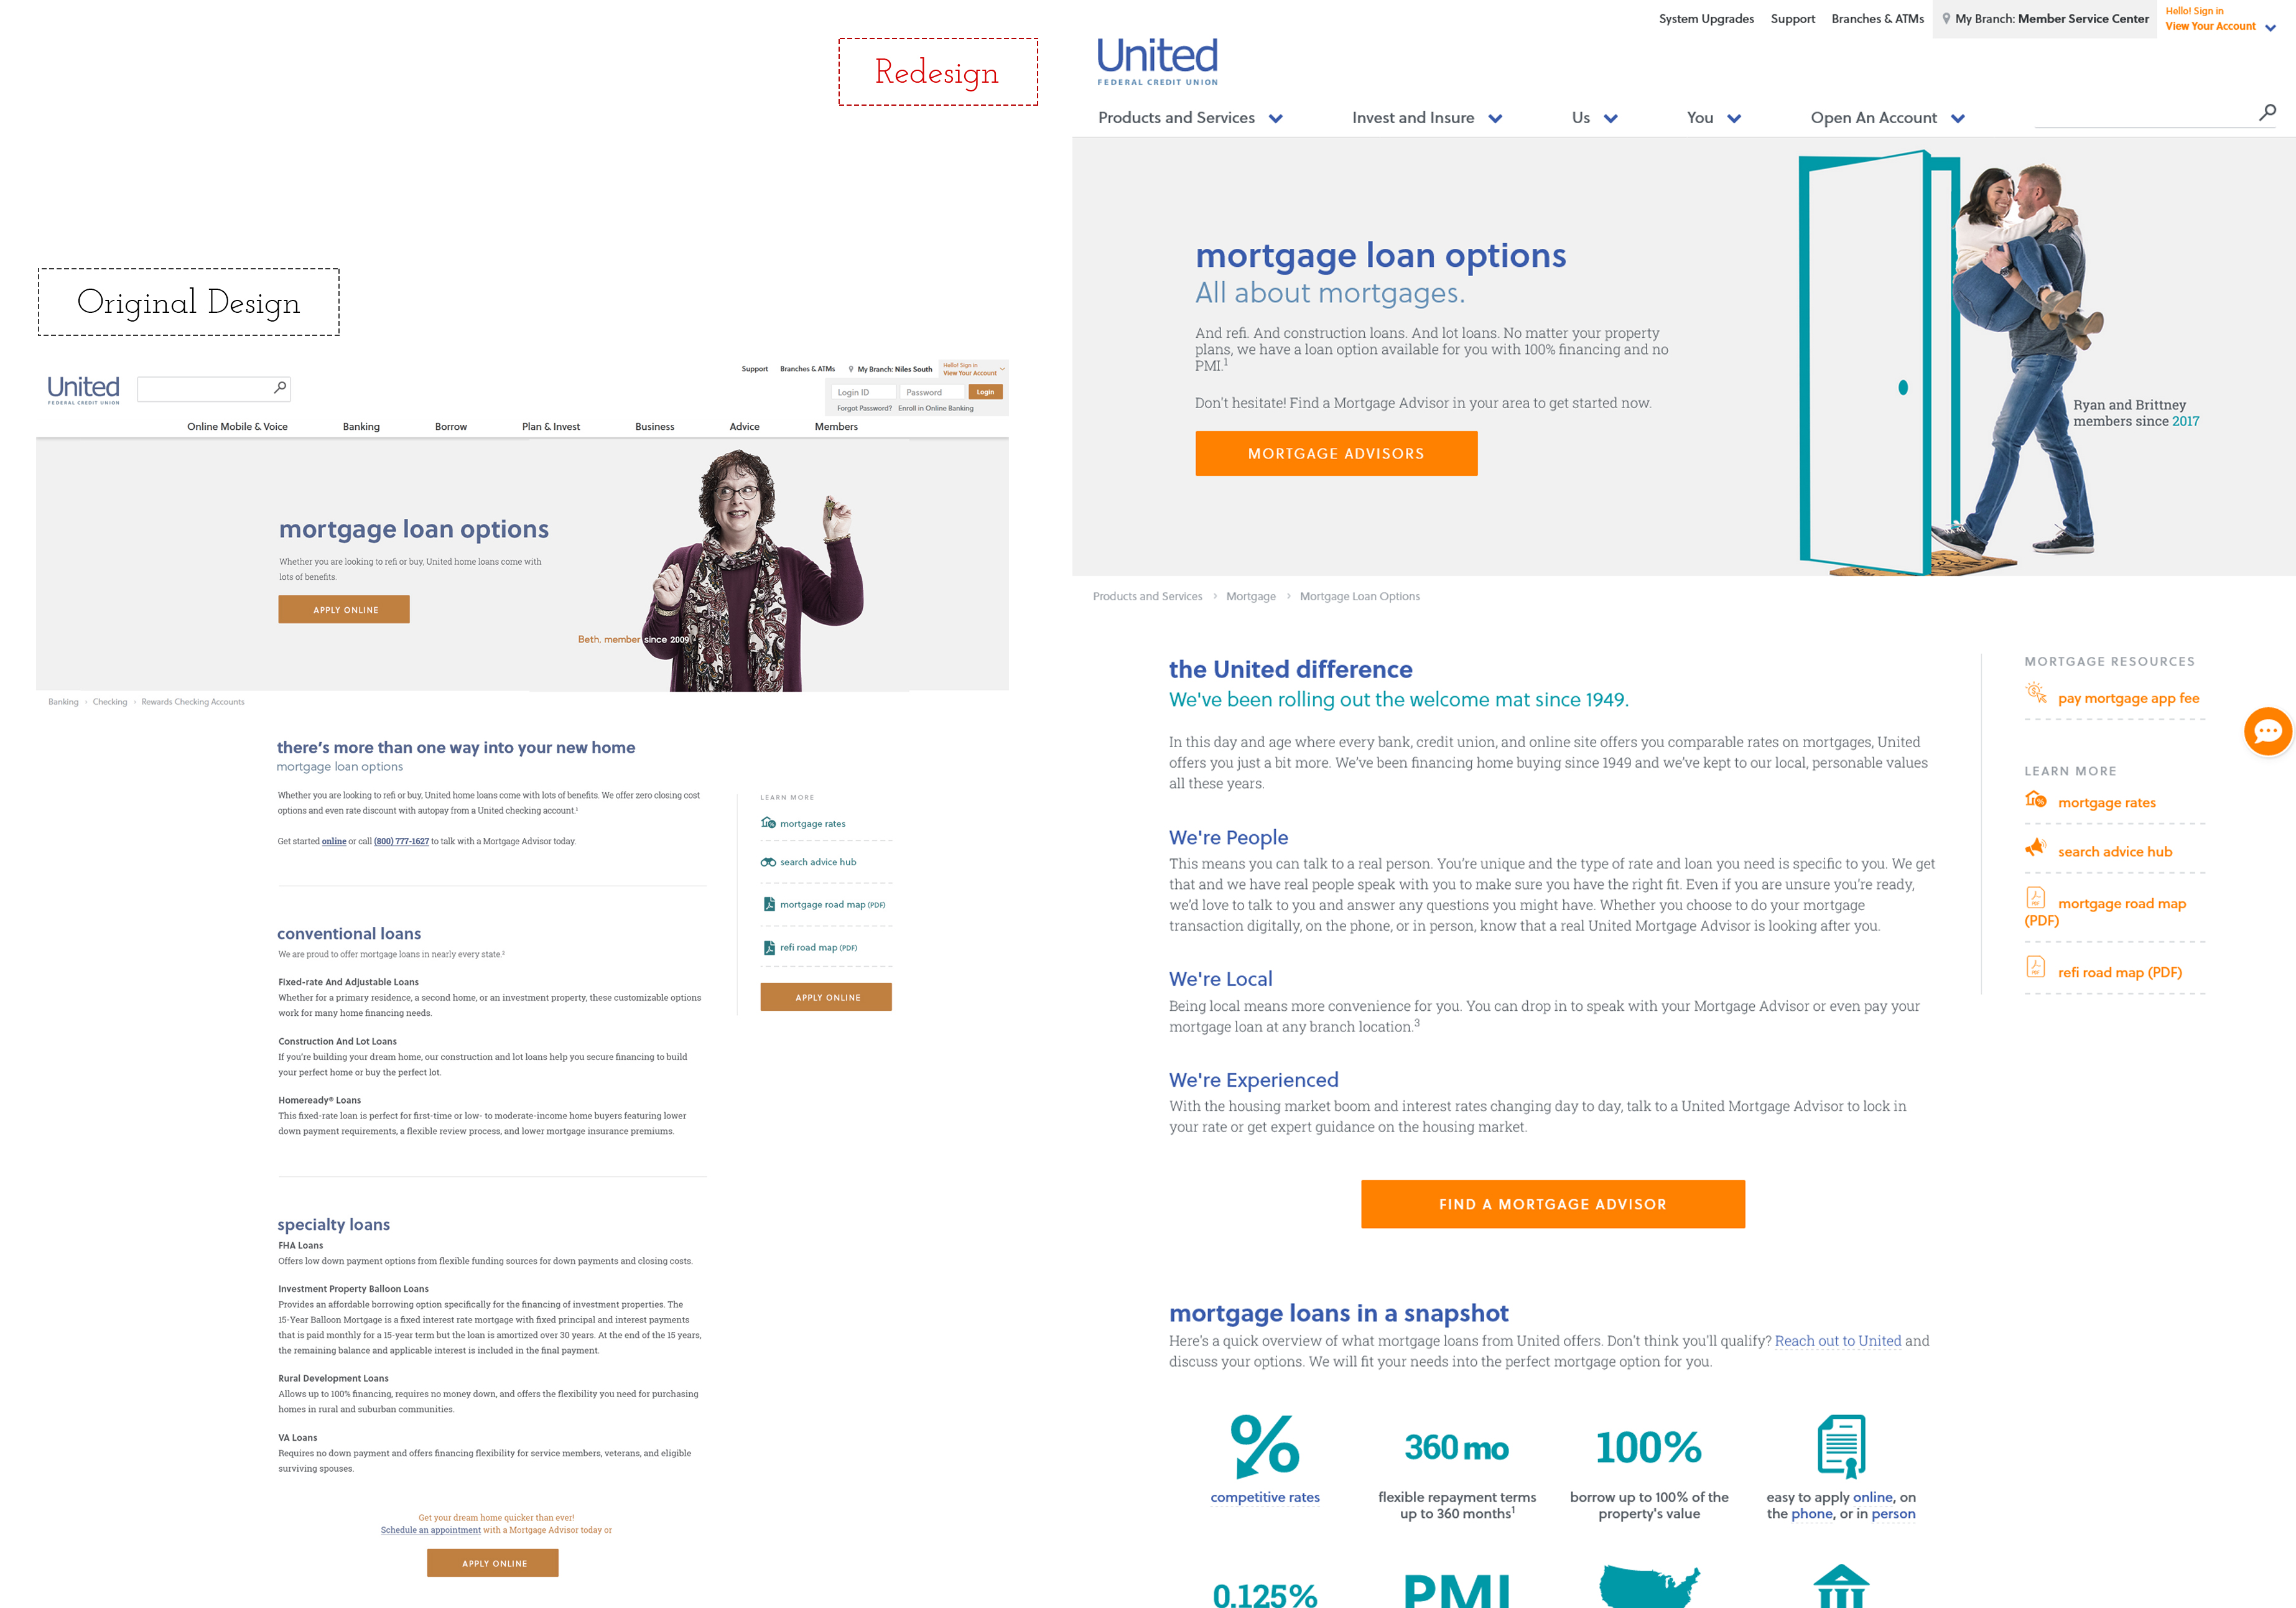 Original Design
United
FEDERAL CREDIT UNION
Support Branches & ATMs My Branch: Niles South
Hello! Sign in
View Your Account
Login ID Password Login
Forgot Password? Enroll in Online Banking
Online Mobile & Voice Banking Borrow Plan & Invest Business Advice Members
mortgage loan options
Whether you are looking to refi or buy, United home loans come with
lots of benefits.
APPLY ONLINE
Beth, member since 2009
Banking › Checking › Rewards Checking Accounts
there's more than one way into your new home
mortgage loan options
Whether you are looking to refi or buy, United home loans come with lots of benefits. We offer zero closing cost
options and even rate discount with autopay from a United checking account.¹
Get started online or call (800) 777-1627 to talk with a Mortgage Advisor today.
conventional loans
We are proud to offer mortgage loans in nearly every state.²
Fixed-rate And Adjustable Loans
Whether for a primary residence, a second home, or an investment property, these customizable options
work for many home financing needs.
Construction And Lot Loans
If you're building your dream home, our construction and lot loans help you secure financing to build
your perfect home or buy the perfect lot.
Homeready® Loans
This fixed-rate loan is perfect for first-time or low- to moderate-income home buyers featuring lower
down payment requirements, a flexible review process, and lower mortgage insurance premiums.
specialty loans
FHA Loans
Offers low down payment options from flexible funding sources for down payments and closing costs.
Investment Property Balloon Loans
Provides an affordable borrowing option specifically for the financing of investment properties. The
15-Year Balloon Mortgage is a fixed interest rate mortgage with fixed principal and interest payments
that is paid monthly for a 15-year term but the loan is amortized over 30 years. At the end of the 15 years,
the remaining balance and applicable interest is included in the final payment.
Rural Development Loans
Allows up to 100% financing, requires no money down, and offers the flexibility you need for purchasing
homes in rural and suburban communities.
VA Loans
Requires no down payment and offers financing flexibility for service members, veterans, and eligible
surviving spouses.
Get your dream home quicker than ever!
Schedule an appointment with a Mortgage Advisor today or
APPLY ONLINE
LEARN MORE
mortgage rates
search advice hub
mortgage road map (PDF)
refi road map (PDF)
APPLY ONLINE
Redesign
System Upgrades Support Branches & ATMs My Branch: Member Service Center
Hello! Sign in
View Your Account
United
FEDERAL CREDIT UNION
Products and Services Invest and Insure Us You Open An Account
mortgage loan options
All about mortgages.
And refi. And construction loans. And lot loans. No matter your property
plans, we have a loan option available for you with 100% financing and no
PMI.¹
Don't hesitate! Find a Mortgage Advisor in your area to get started now.
MORTGAGE ADVISORS
Ryan and Brittney
members since 2017
Products and Services › Mortgage › Mortgage Loan Options
the United difference
We've been rolling out the welcome mat since 1949.
In this day and age where every bank, credit union, and online site offers you comparable rates on mortgages, United
offers you just a bit more. We've been financing home buying since 1949 and we've kept to our local, personable values
all these years.
We're People
This means you can talk to a real person. You're unique and the type of rate and loan you need is specific to you. We get
that and we have real people speak with you to make sure you have the right fit. Even if you are unsure you're ready,
we'd love to talk to you and answer any questions you might have. Whether you choose to do your mortgage
transaction digitally, on the phone, or in person, know that a real United Mortgage Advisor is looking after you.
We're Local
Being local means more convenience for you. You can drop in to speak with your Mortgage Advisor or even pay your
mortgage loan at any branch location.³
We're Experienced
With the housing market boom and interest rates changing day to day, talk to a United Mortgage Advisor to lock in
your rate or get expert guidance on the housing market.
FIND A MORTGAGE ADVISOR
MORTGAGE RESOURCES
pay mortgage app fee
LEARN MORE
mortgage rates
search advice hub
mortgage road map
(PDF)
refi road map (PDF)
mortgage loans in a snapshot
Here's a quick overview of what mortgage loans from United offers. Don't think you'll qualify? Reach out to United and
discuss your options. We will fit your needs into the perfect mortgage option for you.
%
competitive rates
360 mo
flexible repayment terms
up to 360 months¹
100%
borrow up to 100% of the
property's value
easy to apply online, on
the phone, or in person
0.125%
PMI